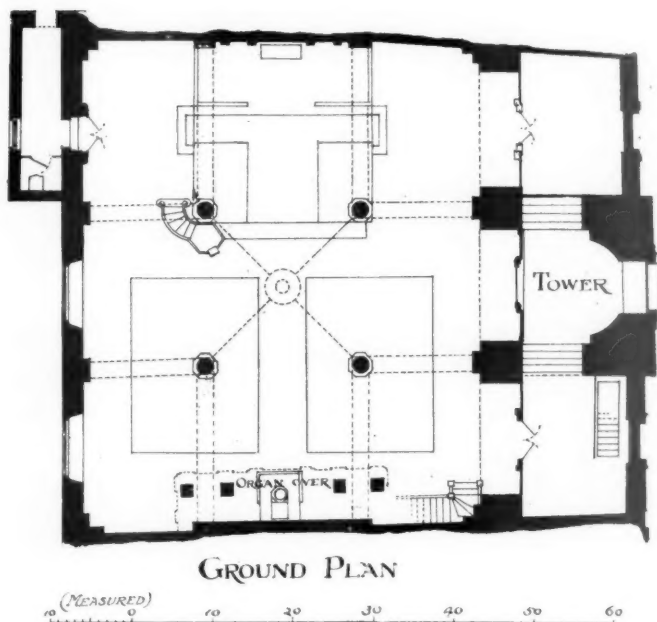 TOWER
ORGAN OVER
GROUND PLAN
(MEASURED)
10 0 10 20 30 40 50 60